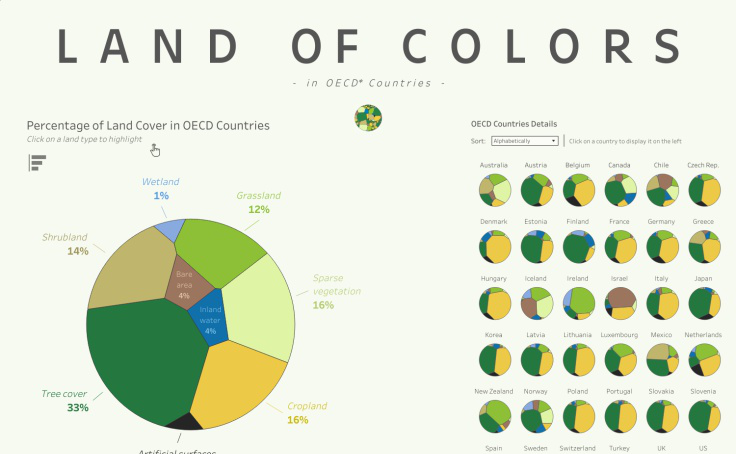 LAND OF COLORS
- in OECD* Countries -
Percentage of Land Cover in OECD Countries
Click on a land type to highlight
Wetland
1%
Grassland
12%
Shrubland
14%
Bare
area
4%
Inland
water
4%
Sparse
vegetation
16%
Tree cover
33%
Cropland
16%
Artificial surfaces
OECD Countries Details
Sort: Alphabetically Click on a country to display it on the left
Australia Austria Belgium Canada Chile Czech Rep.
Denmark Estonia Finland France Germany Greece
Hungary Iceland Ireland Israel Italy Japan
Korea Latvia Lithuania Luxembourg Mexico Netherlands
New Zealand Norway Poland Portugal Slovakia Slovenia
Spain Sweden Switzerland Turkey UK US